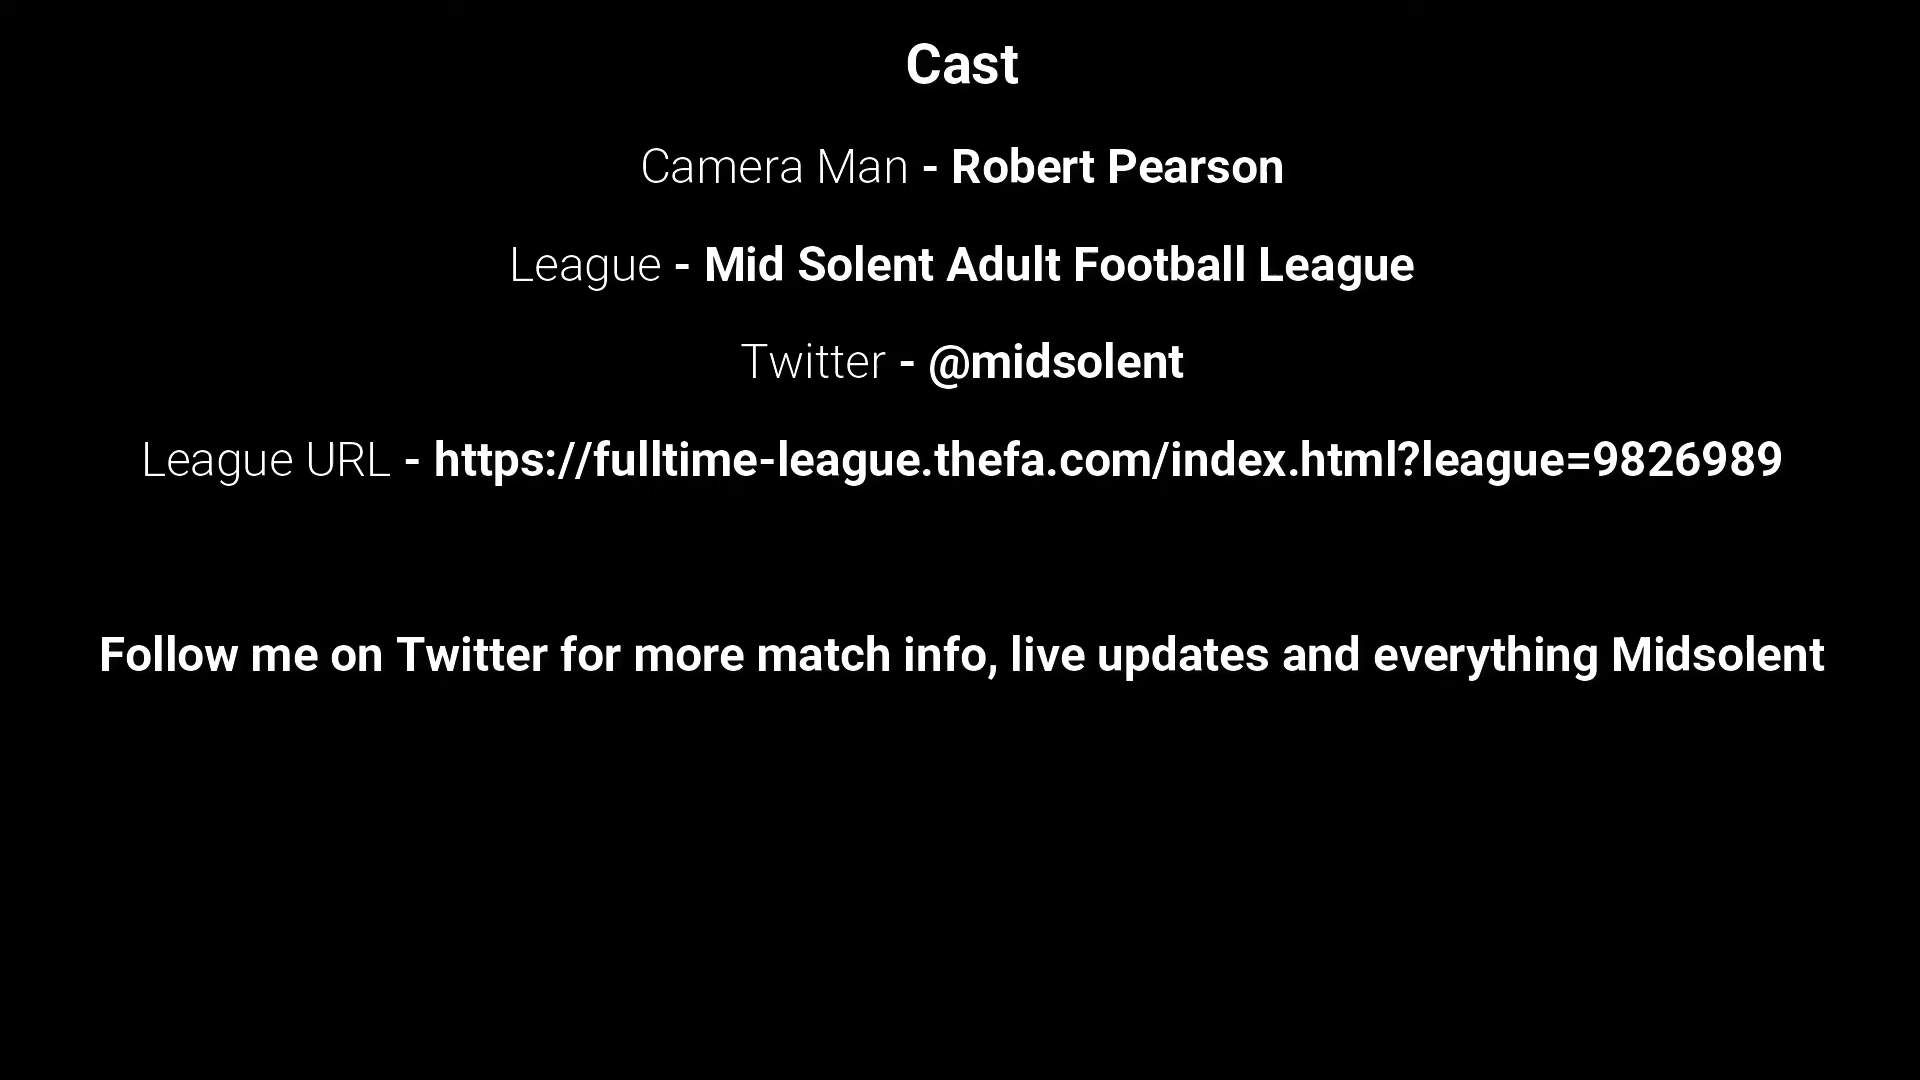 Cast
Camera Man - Robert Pearson
League - Mid Solent Adult Football League
Twitter - @midsolent
League URL - https://fulltime-league.thefa.com/index.html?league=9826989
Follow me on Twitter for more match info, live updates and everything Midsolent